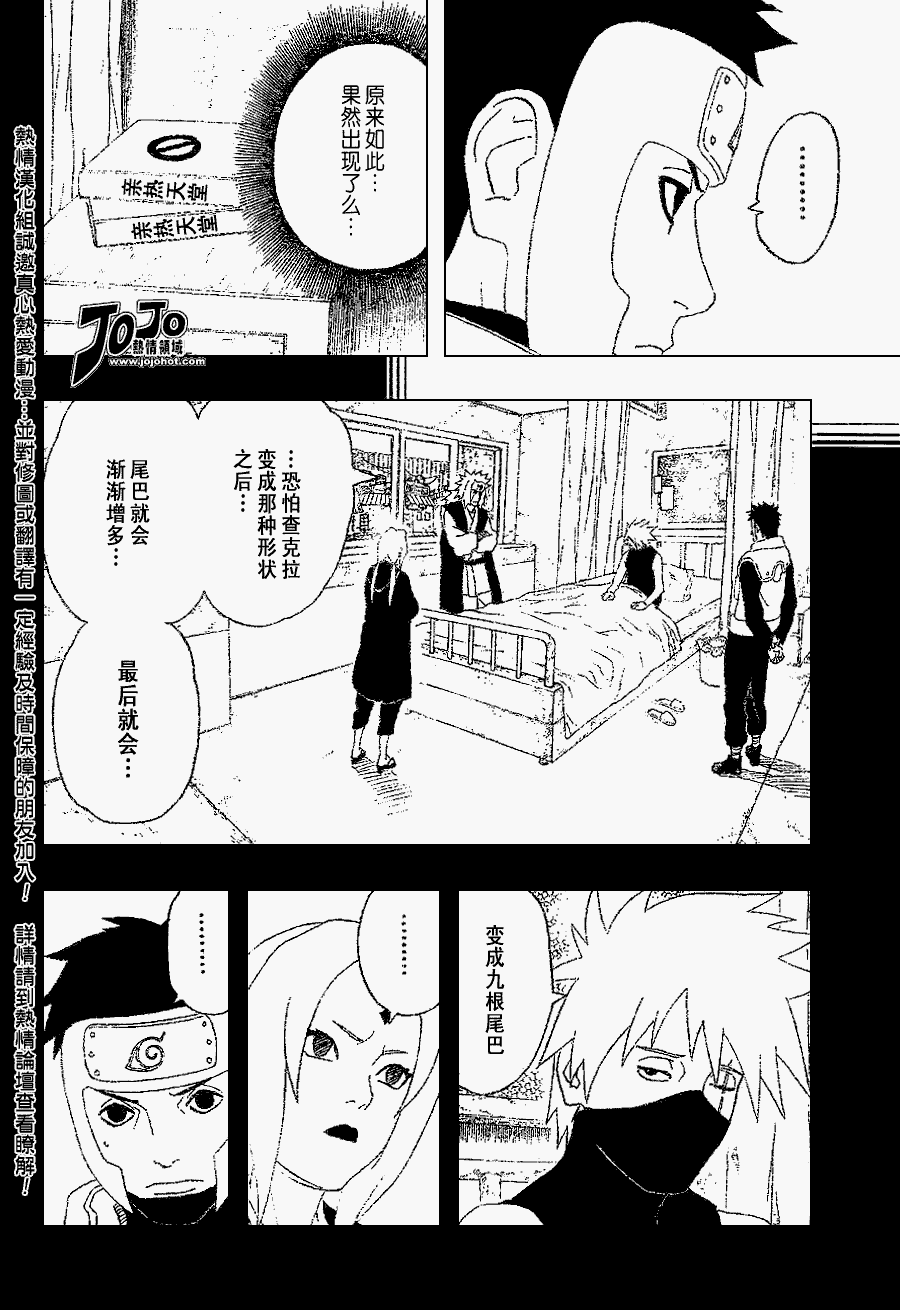 ………
原来如此…
果然出现了么…
亲热天堂
亲热天堂
JOJO
熱情領域
www.jojohot.com
…恐怕查克拉
变成那种形状
之后…
尾巴就会
渐渐增多…
最后就会…
变成九根尾巴
………
………
熱情漢化組誠邀真心熱愛動漫…並對修圖或翻譯有一定經驗及時間保障的朋友加入！ 詳情請到熱情論壇查看瞭解！